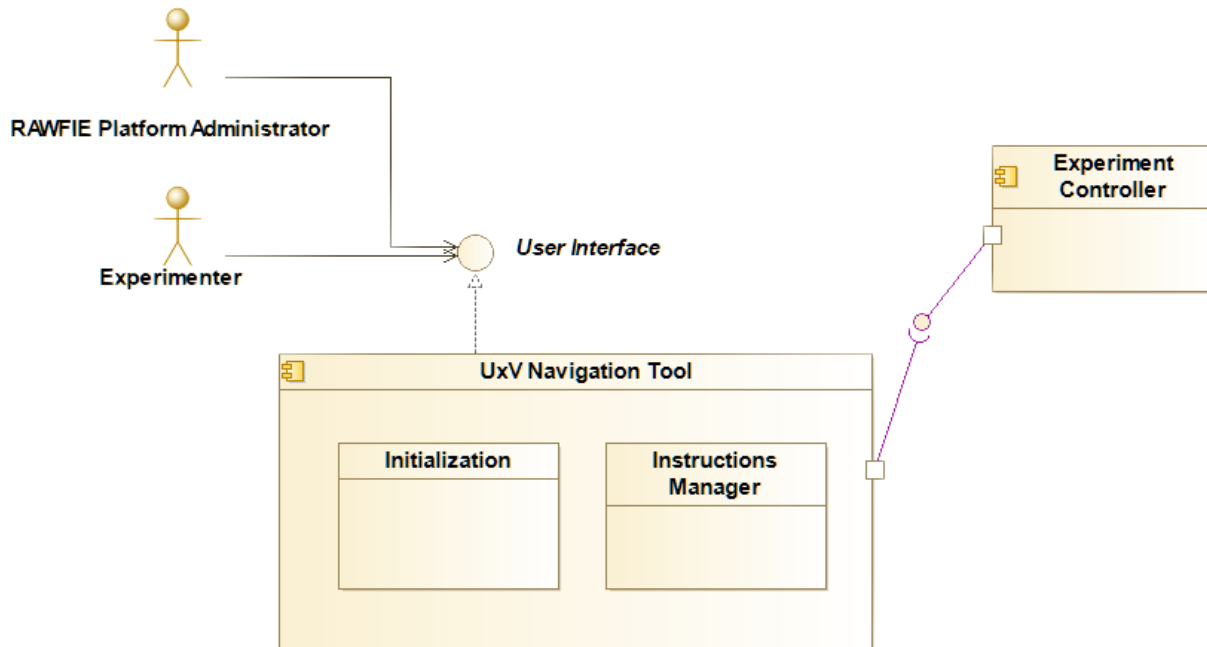 RAWFIE Platform Administrator
Experiment
Controller
Experimenter
User Interface
UxV Navigation Tool
Initialization
Instructions
Manager